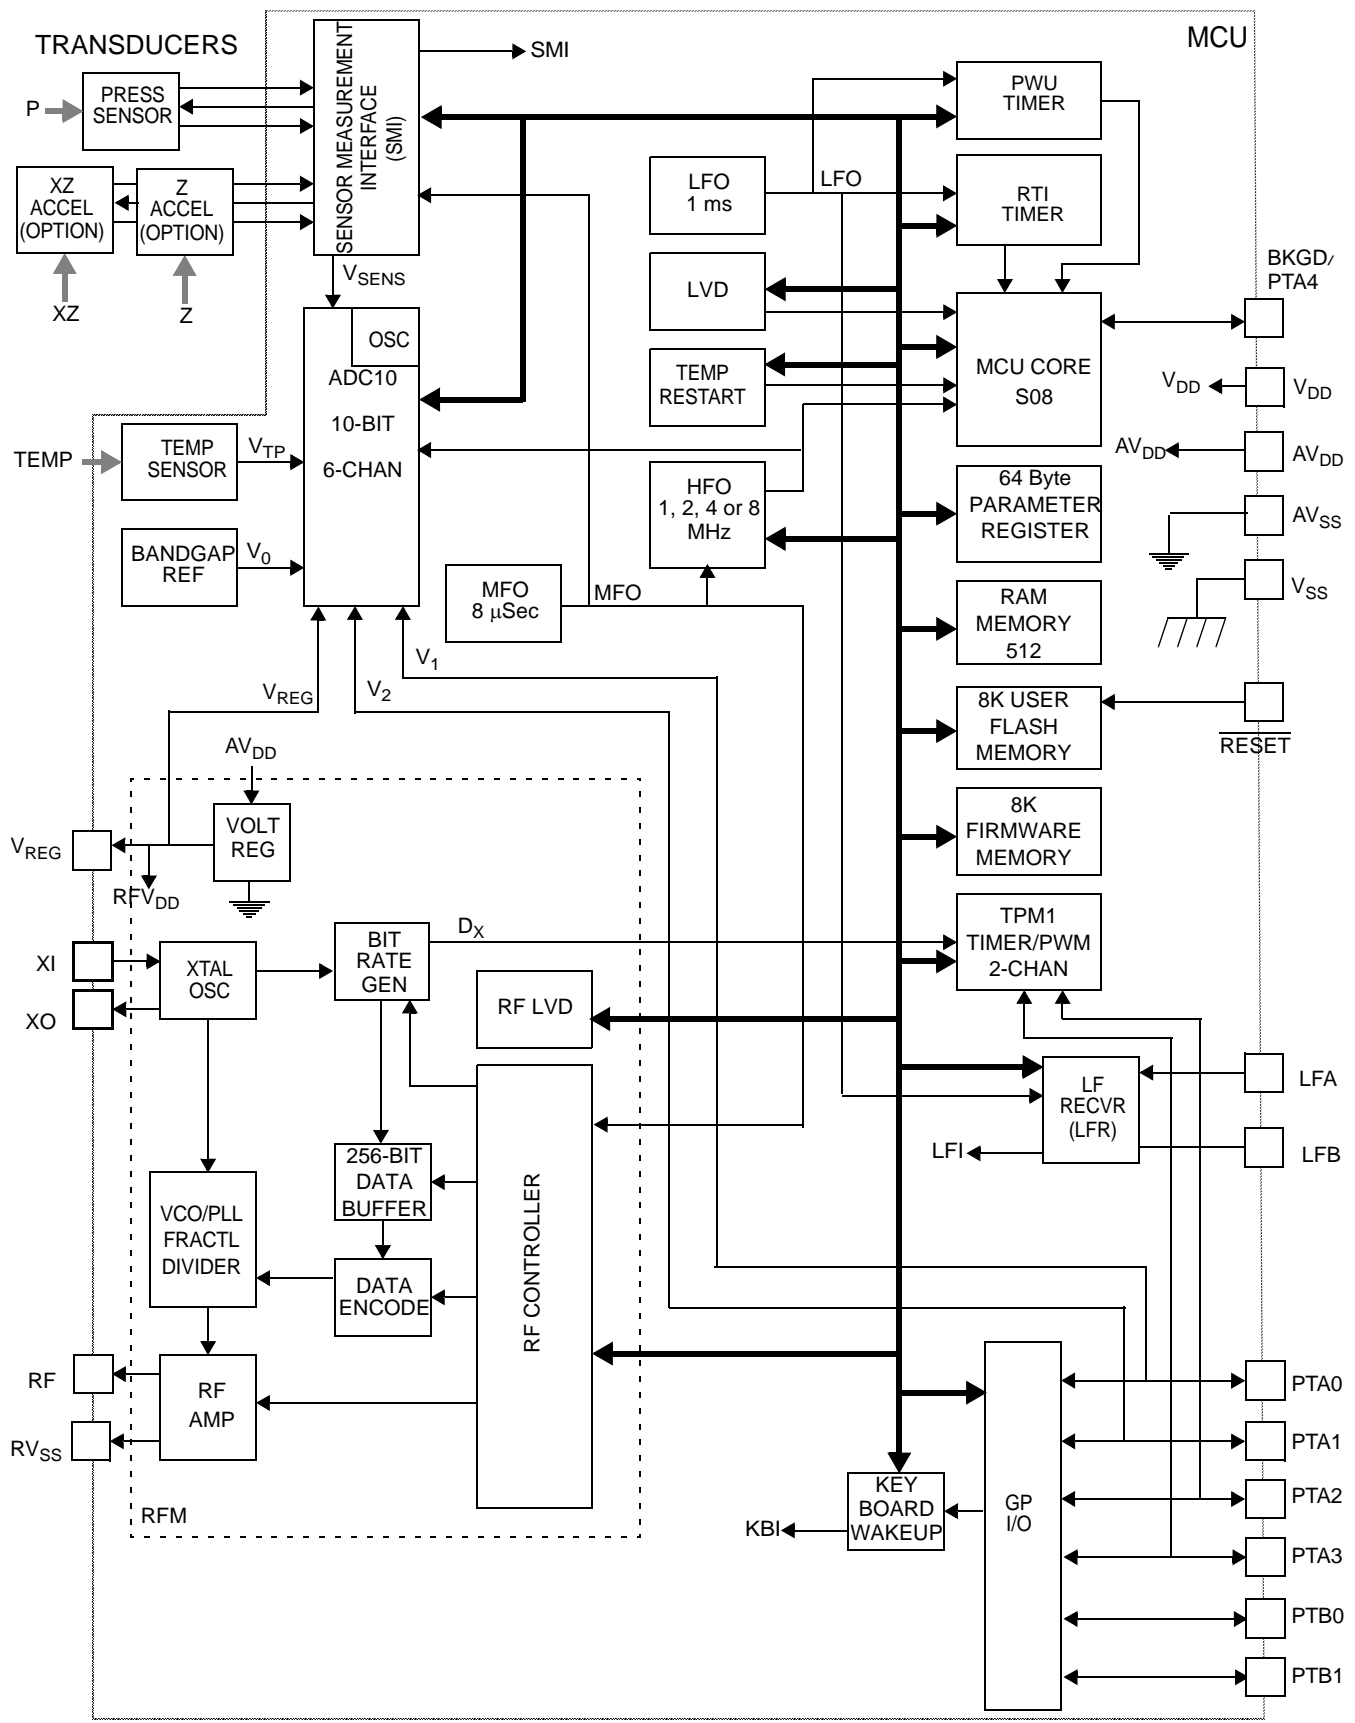 TRANSDUCERS
MCU
P
PRESS
SENSOR
SENSOR MEASUREMENT
INTERFACE
(SMI)
SMI
PWU
TIMER
XZ
ACCEL
(OPTION)
Z
ACCEL
(OPTION)
XZ
Z
LFO
1 ms
LFO
RTI
TIMER
VSENS
LVD
BKGD/
PTA4
OSC
ADC10
10-BIT
6-CHAN
TEMP
RESTART
MCU CORE
S08
VDD
VDD
TEMP
TEMP
SENSOR
VTP
AVDD
AVDD
HFO
1, 2, 4 or 8
MHz
64 Byte
PARAMETER
REGISTER
AVSS
BANDGAP
REF
V0
MFO
8 μSec
MFO
RAM
MEMORY
512
VSS
V1
VREG
V2
8K USER
FLASH
MEMORY
RESET
AVDD
VOLT
REG
VREG
RFVDD
8K
FIRMWARE
MEMORY
XI
XO
XTAL
OSC
BIT
RATE
GEN
DX
TPM1
TIMER/PWM
2-CHAN
RF LVD
LF
RECVR
(LFR)
LFA
LFI
LFB
256-BIT
DATA
BUFFER
RF CONTROLLER
VCO/PLL
FRACTL
DIVIDER
DATA
ENCODE
RF
RF
AMP
RVSS
RFM
GP
I/O
KEY
BOARD
WAKEUP
KBI
PTA0
PTA1
PTA2
PTA3
PTB0
PTB1